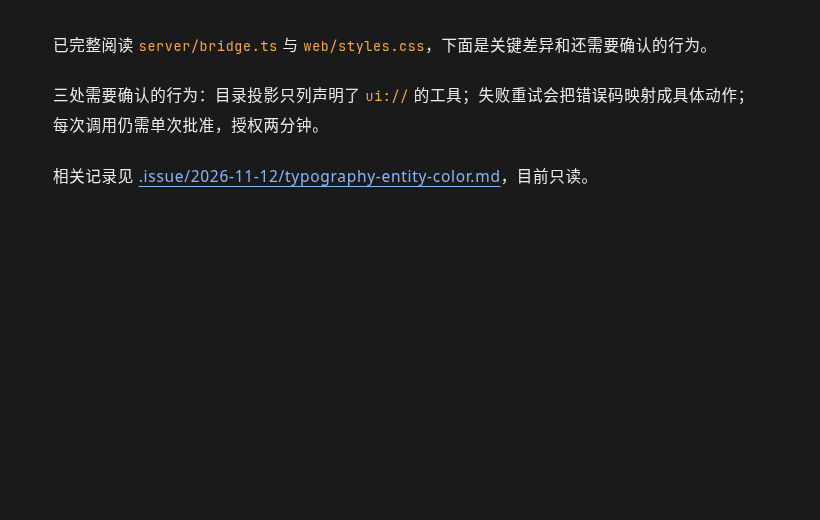 已完整阅读 server/bridge.ts 与 web/styles.css，下面是关键差异和还需要确认的行为。
三处需要确认的行为：目录投影只列声明了 ui:// 的工具；失败重试会把错误码映射成具体动作；
每次调用仍需单次批准，授权两分钟。
相关记录见 .issue/2026-11-12/typography-entity-color.md，目前只读。